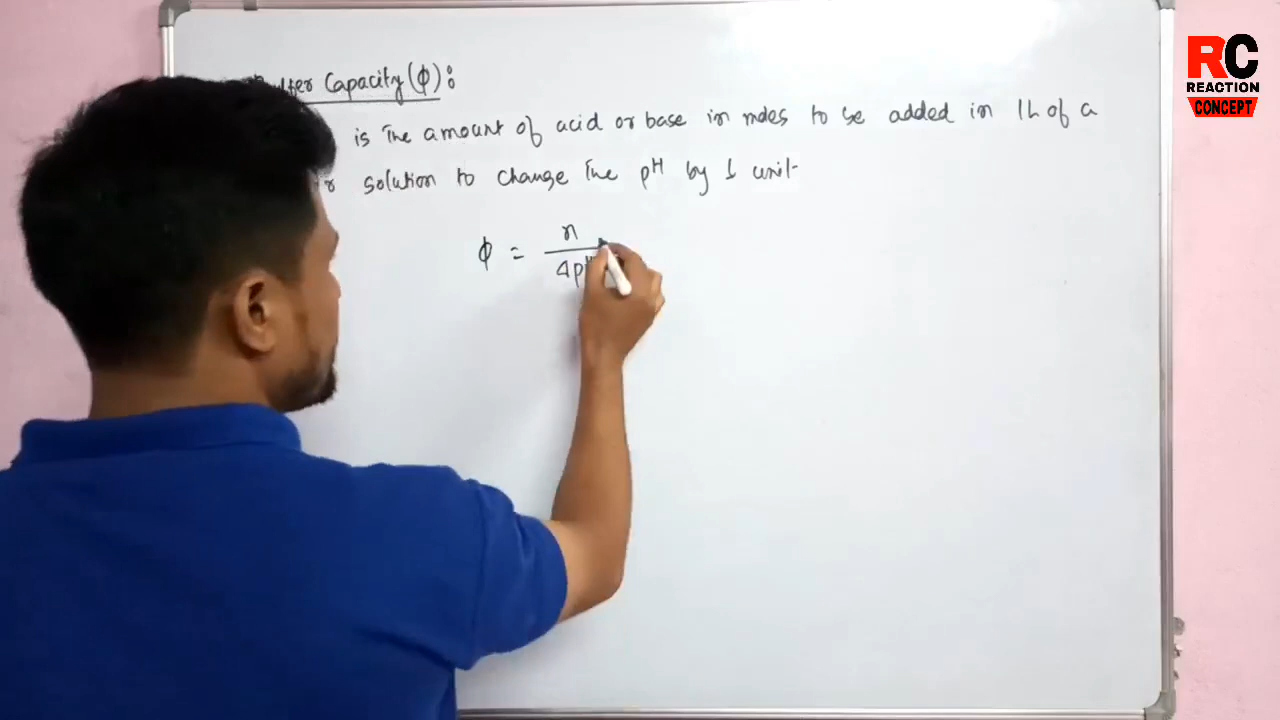 Capacity (φ):
is the amount of acid or base in moles to be added in 1L of a
solution to change the pH by 1 unit
φ = n / ΔpH
RC
REACTION
CONCEPT